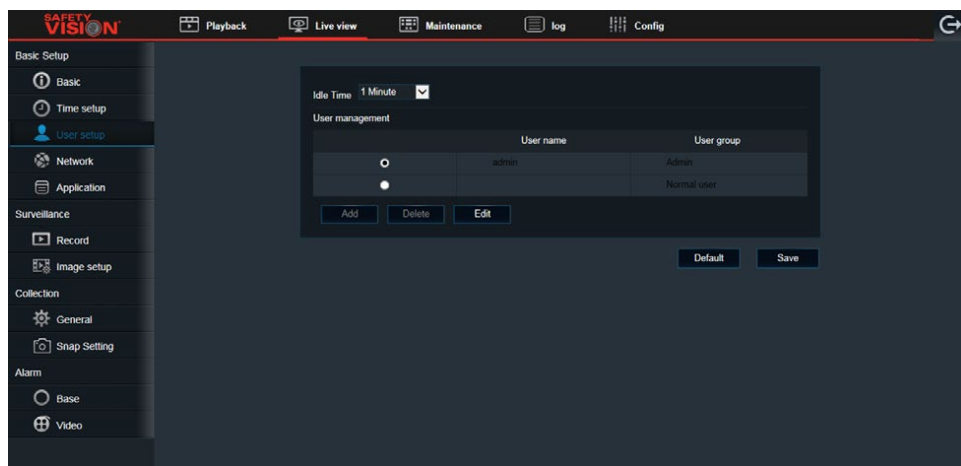 SAFETY
VISION
Playback Live view Maintenance log Config
Basic Setup
Basic
Time setup
User setup
Network
Application
Surveillance
Record
Image setup
Collection
General
Snap Setting
Alarm
Base
Video
Idle Time 1 Minute
User management
User name User group
admin Admin
Normal user
Add Delete Edit
Default Save